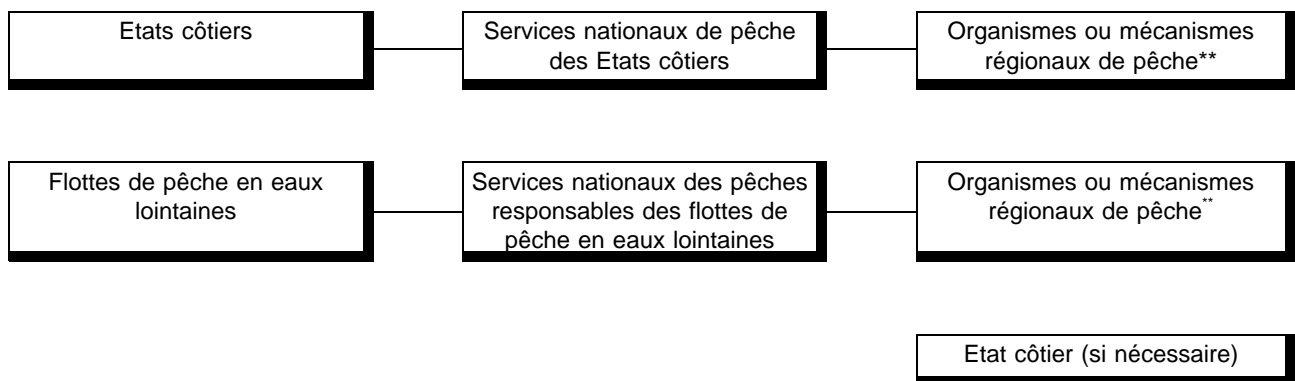 Etats côtiers
Services nationaux de pêche
des Etats côtiers
Organismes ou mécanismes
régionaux de pêche**
Flottes de pêche en eaux
lointaines
Services nationaux des pêches
responsables des flottes de
pêche en eaux lointaines
Organismes ou mécanismes
régionaux de pêche**
Etat côtier (si nécessaire)